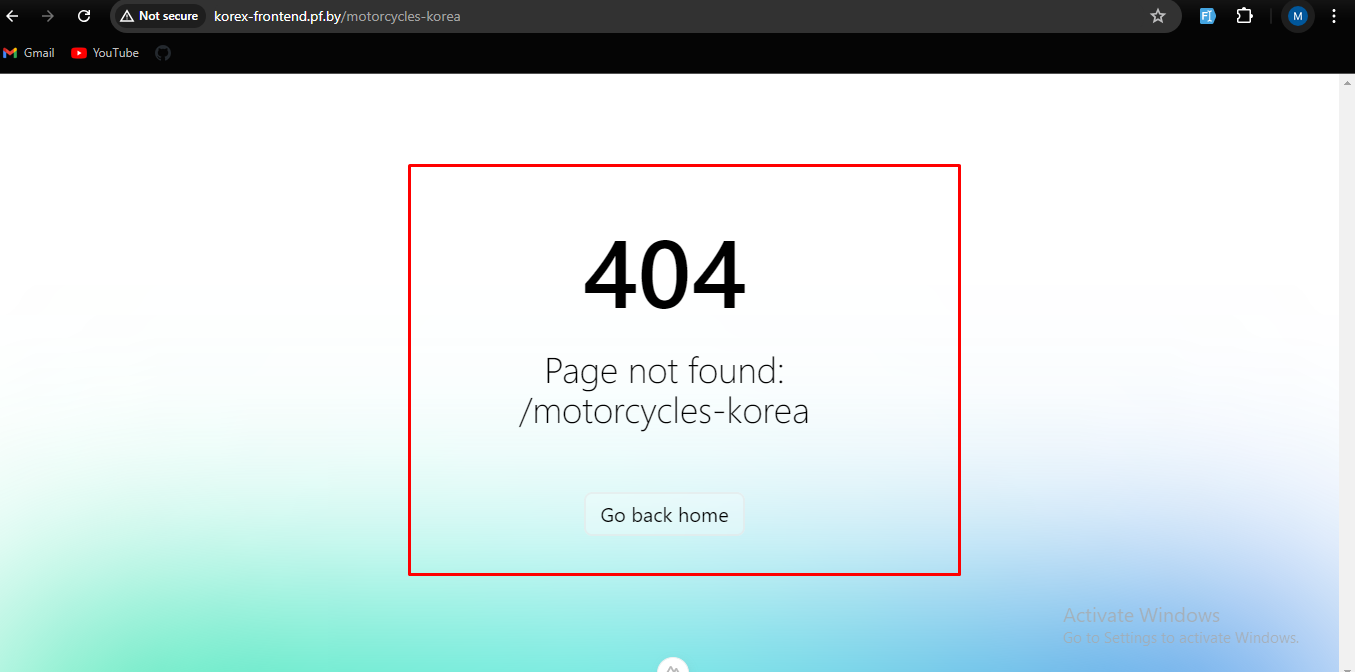 Not secure
korex-frontend.pf.by/motorcycles-korea
M
Gmail
YouTube
404
Page not found:
/motorcycles-korea
Go back home
Activate Windows
Go to Settings to activate Windows.